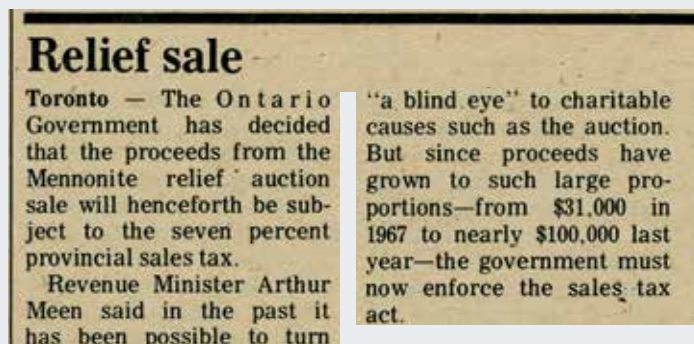 Relief sale
Toronto — The Ontario
Government has decided
that the proceeds from the
Mennonite relief auction
sale will henceforth be sub-
ject to the seven percent
provincial sales tax.
Revenue Minister Arthur
Meen said in the past it
has been possible to turn
"a blind eye" to charitable
causes such as the auction.
But since proceeds have
grown to such large pro-
portions—from $31,000 in
1967 to nearly $100,000 last
year—the government must
now enforce the sales tax
act.